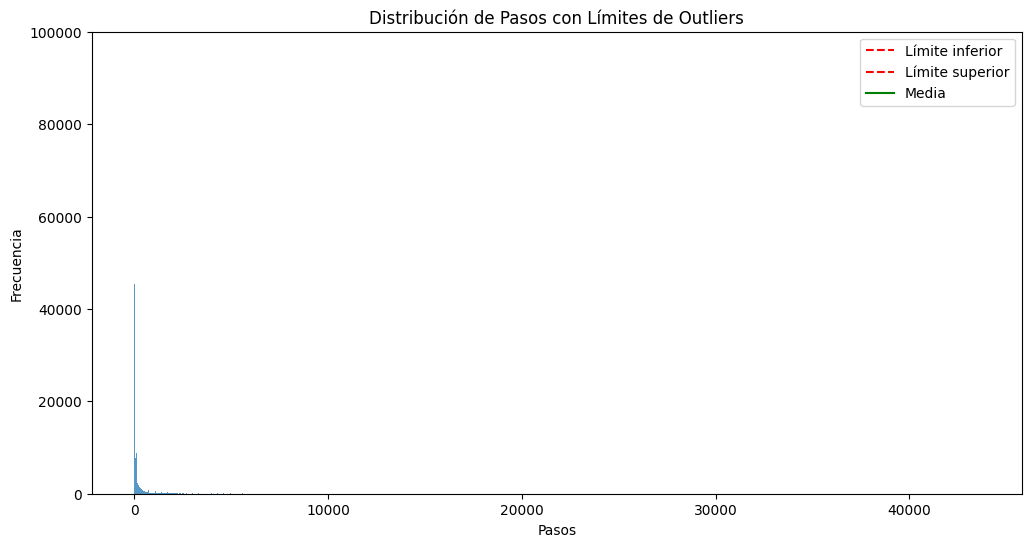 Distribución de Pasos con Límites de Outliers
100000
80000
60000
40000
20000
0
Frecuencia
Límite inferior
Límite superior
Media
0 10000 20000 30000 40000
Pasos